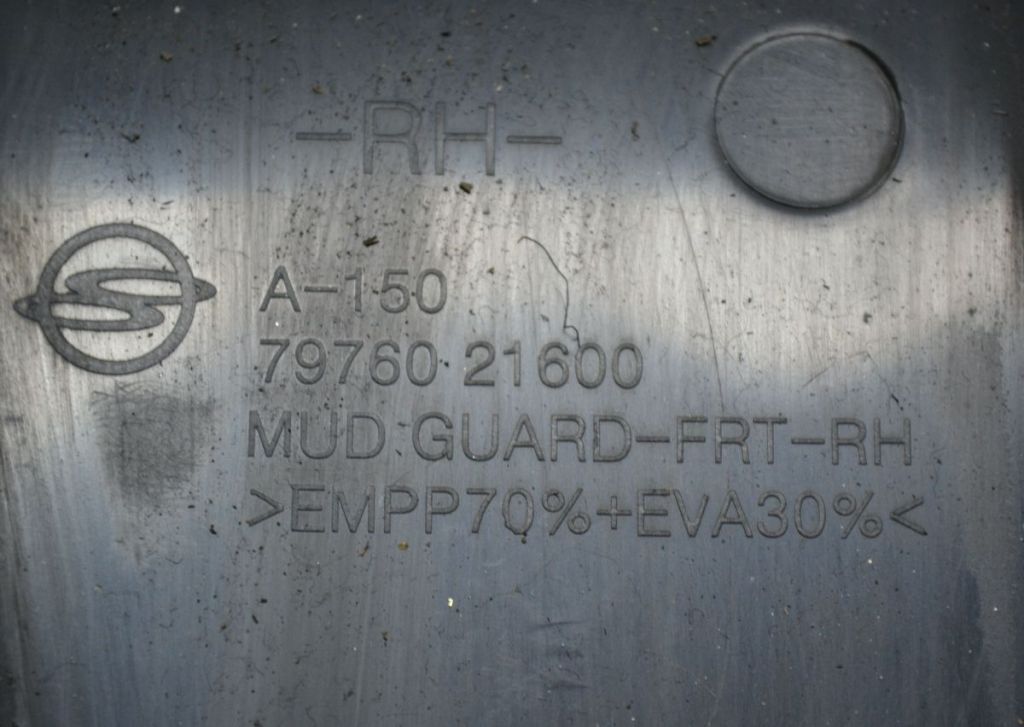 -RH-
A-150
79760 21600
MUD GUARD-FRT-RH
>EMPP70%+EVA30%<